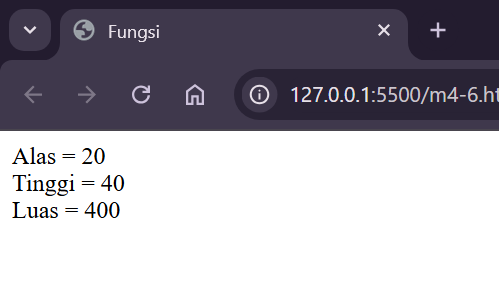 Fungsi
127.0.0.1:5500/m4-6.ht
Alas = 20
Tinggi = 40
Luas = 400